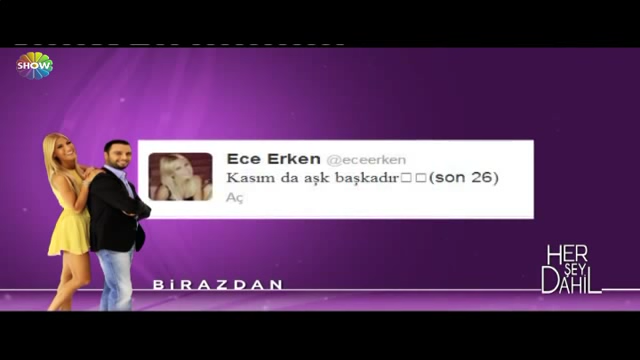 SHOW
Ece Erken @eceerken
Kasım da aşk başkadır□□(son 26)
Aç
HER
ŞEY
DAHİL
BİRAZDAN